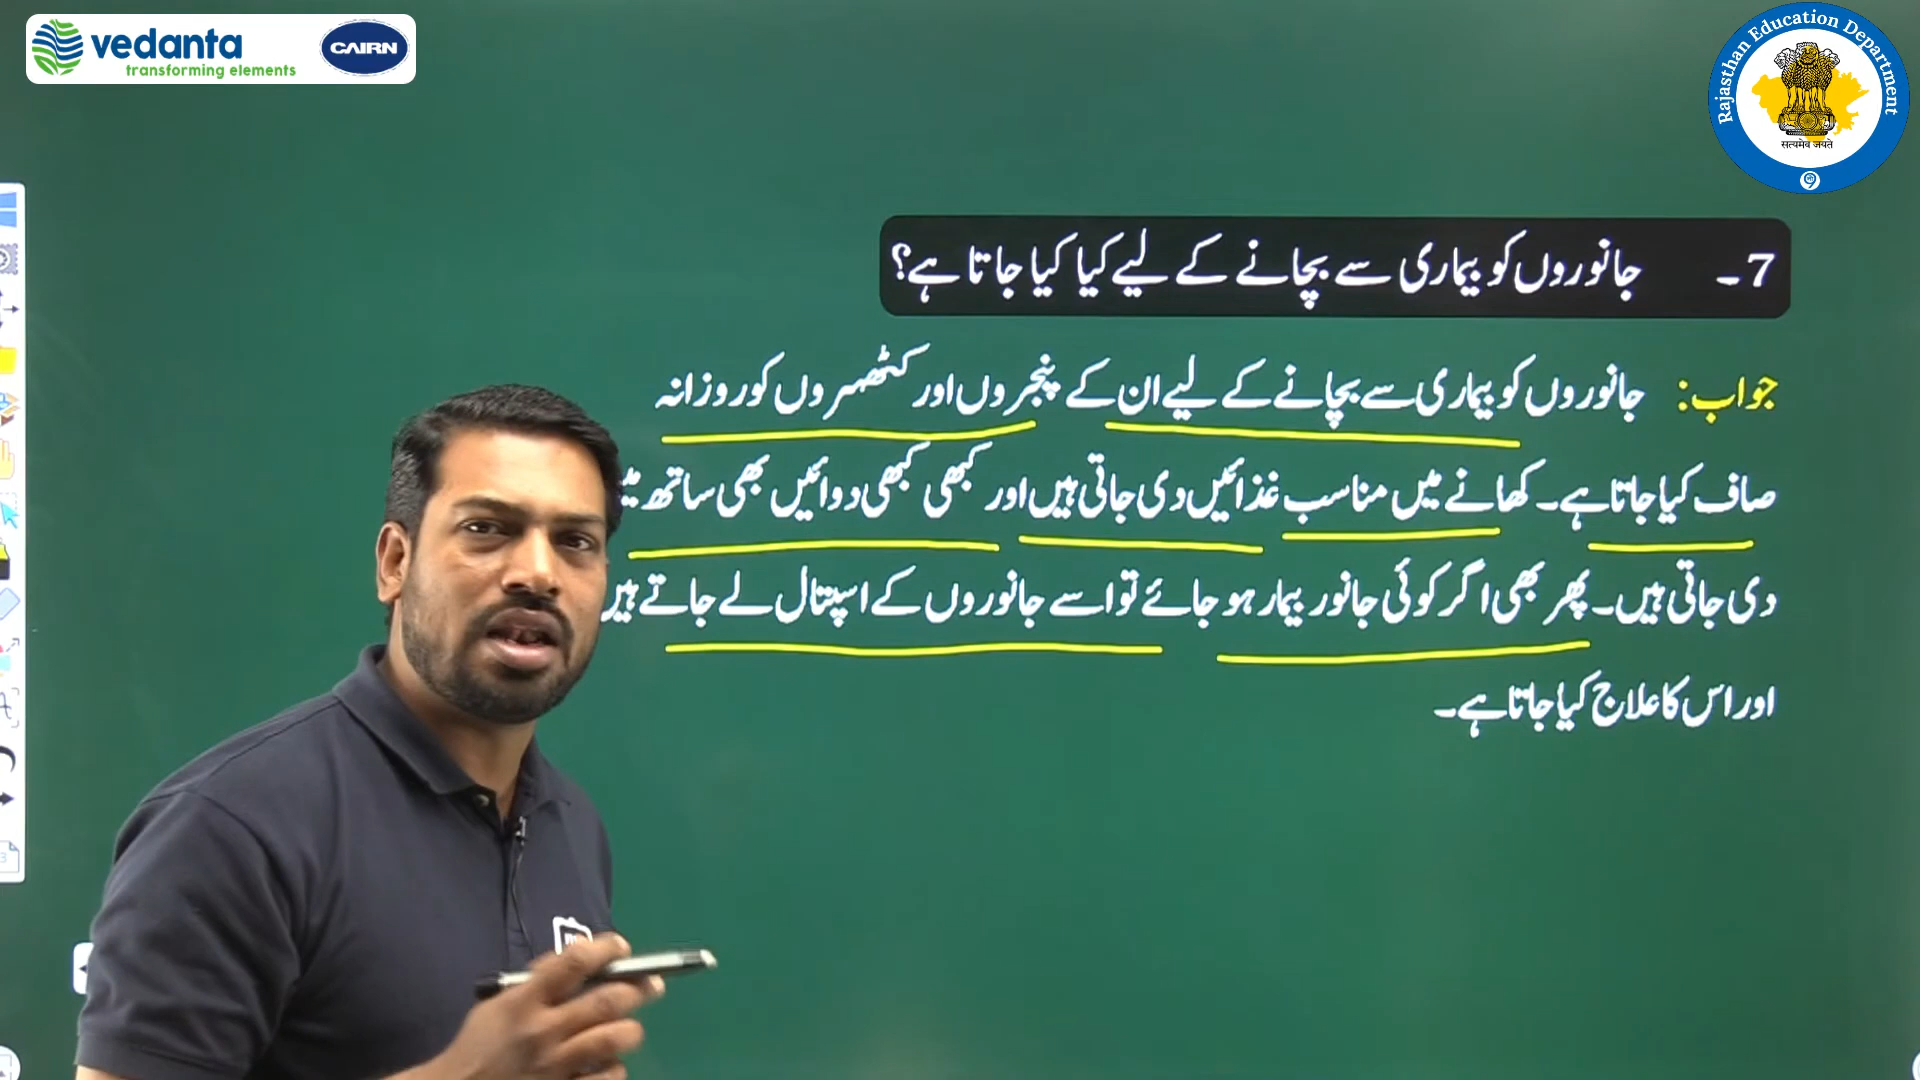 vedanta
transforming elements
CAIRN
Rajasthan Education Department
सत्यमेव जयते
7۔ جانوروں کو بیماری سے بچانے کے لیے کیا کیا جاتا ہے؟
جواب: جانوروں کو بیماری سے بچانے کے لیے ان کے پنجروں اور کٹھہروں کو روزانہ
صاف کیا جاتا ہے۔ کھانے میں مناسب غذائیں دی جاتی ہیں اور کبھی کبھی دوائیں بھی ساتھ
دی جاتی ہیں۔ پھر بھی اگر کوئی جانور بیمار ہو جائے تو اسے جانوروں کے اسپتال لے جاتے ہیں
اور اس کا علاج کیا جاتا ہے۔